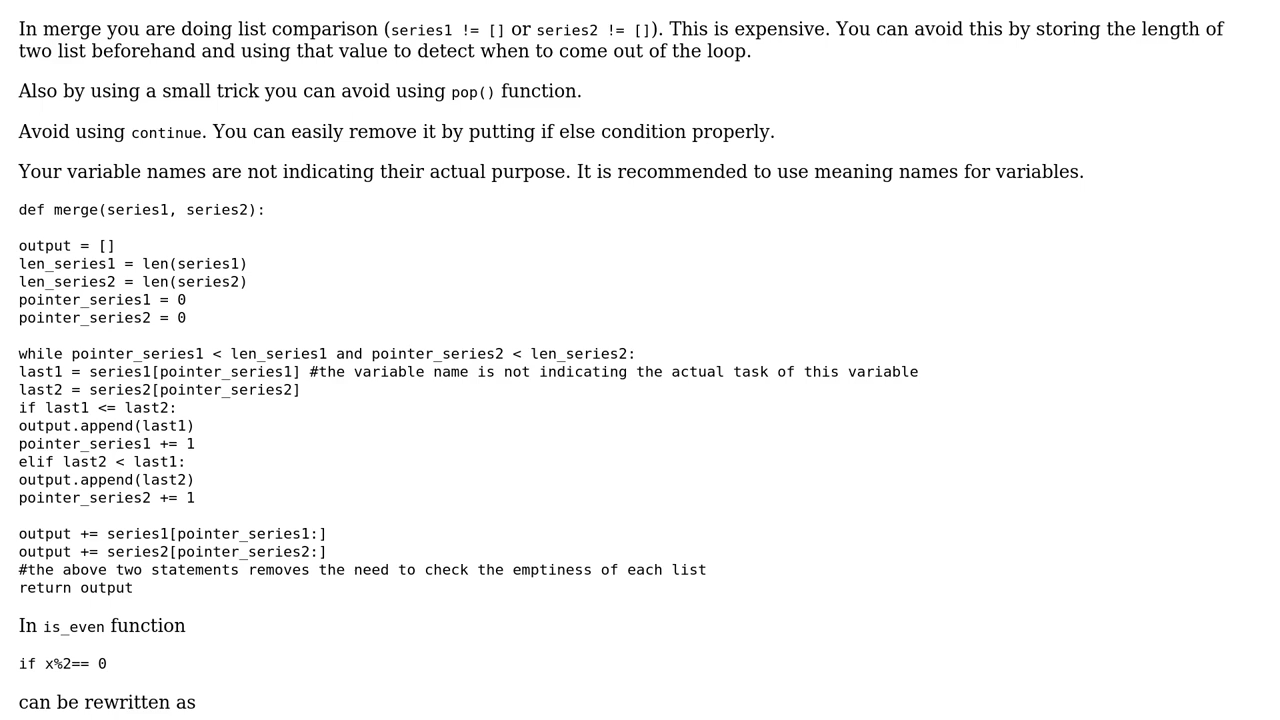 In merge you are doing list comparison (series1 != [] or series2 != []). This is expensive. You can avoid this by storing the length of
two list beforehand and using that value to detect when to come out of the loop.
Also by using a small trick you can avoid using pop() function.
Avoid using continue. You can easily remove it by putting if else condition properly.
Your variable names are not indicating their actual purpose. It is recommended to use meaning names for variables.
def merge(series1, series2):
output = []
len_series1 = len(series1)
len_series2 = len(series2)
pointer_series1 = 0
pointer_series2 = 0
while pointer_series1 < len_series1 and pointer_series2 < len_series2:
last1 = series1[pointer_series1] #the variable name is not indicating the actual task of this variable
last2 = series2[pointer_series2]
if last1 <= last2:
output.append(last1)
pointer_series1 += 1
elif last2 < last1:
output.append(last2)
pointer_series2 += 1
output += series1[pointer_series1:]
output += series2[pointer_series2:]
#the above two statements removes the need to check the emptiness of each list
return output
In is_even function
if x%2== 0
can be rewritten as